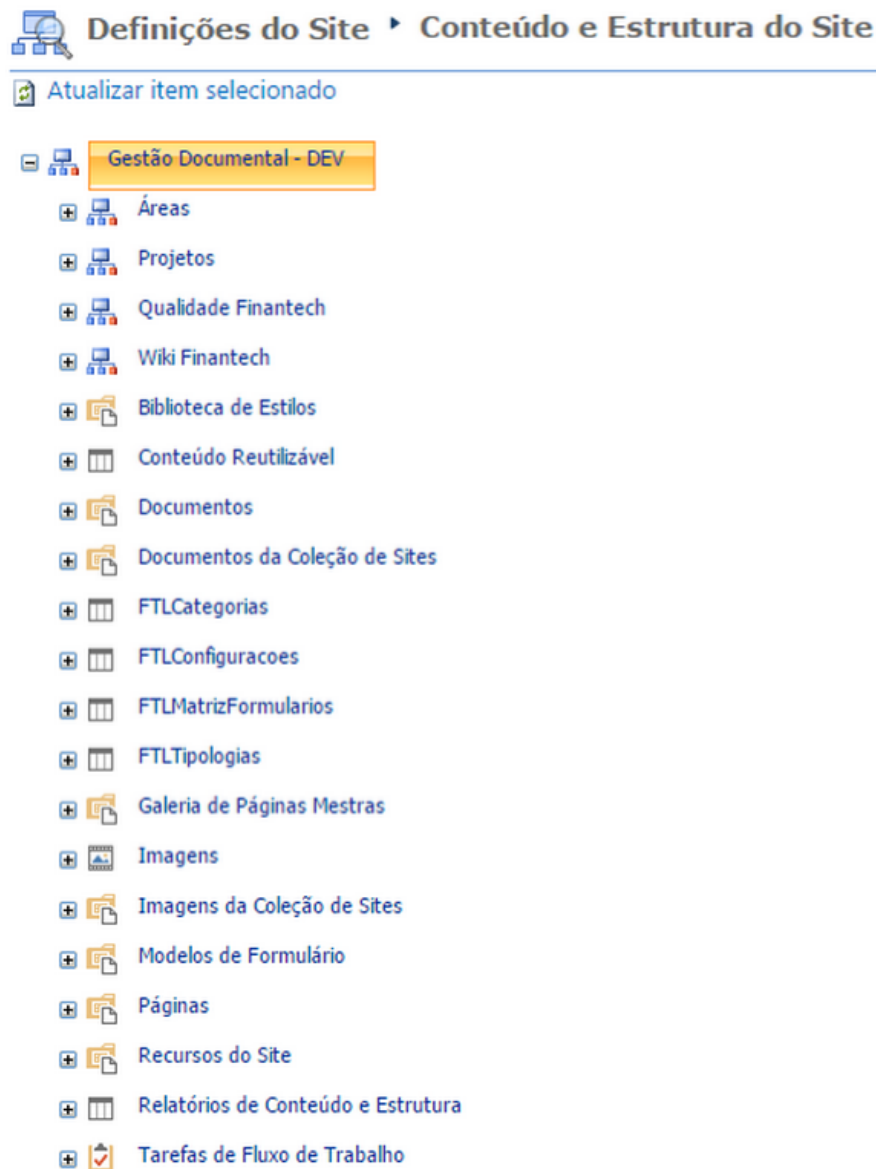 Definições do Site ‣ Conteúdo e Estrutura do Site
Atualizar item selecionado
Gestão Documental - DEV
Áreas
Projetos
Qualidade Finantech
Wiki Finantech
Biblioteca de Estilos
Conteúdo Reutilizável
Documentos
Documentos da Coleção de Sites
FTLCategorias
FTLConfiguracoes
FTLMatrizFormularios
FTLTipologias
Galeria de Páginas Mestras
Imagens
Imagens da Coleção de Sites
Modelos de Formulário
Páginas
Recursos do Site
Relatórios de Conteúdo e Estrutura
Tarefas de Fluxo de Trabalho